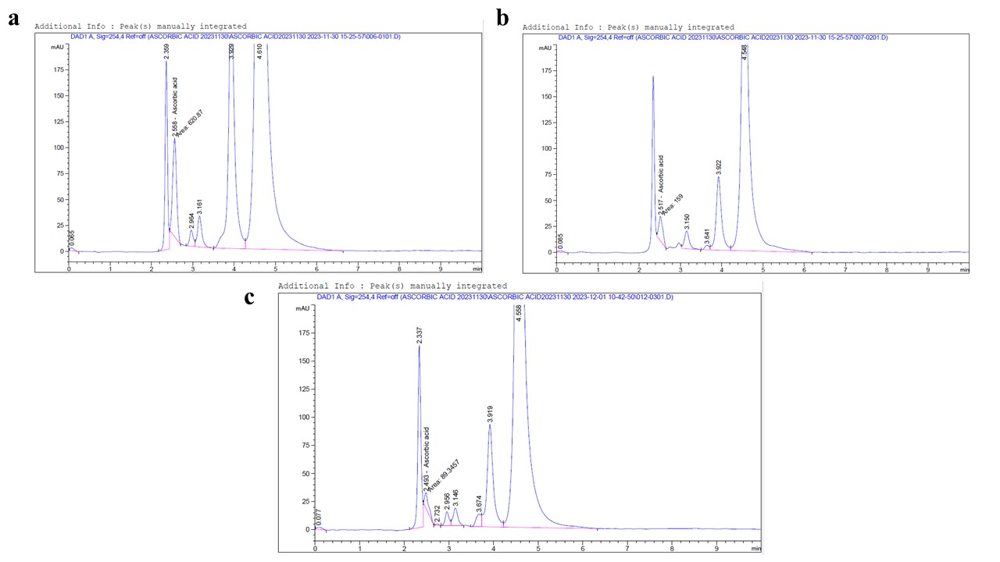 a
Additional Info : Peak(s) manually integrated
DAD1 A, Sig=254,4 Ref=off (ASCORBIC ACID 20231130\ASCORBIC ACID20231130 2023-11-30 15-25-57\006-0101.D)
mAU
175
150
125
100
75
50
25
0
0.065
2.359
2.558 - Ascorbic acid
Area: 620.87
2.964
3.161
3.929
4.610
0 1 2 3 4 5 6 7 8 9 min
b
Additional Info : Peak(s) manually integrated
DAD1 A, Sig=254,4 Ref=off (ASCORBIC ACID 20231130\ASCORBIC ACID20231130 2023-11-30 15-25-57\007-0201.D)
mAU
175
150
125
100
75
50
25
0
0.085
2.517 - Ascorbic acid
Area: 159
3.150
3.641
3.922
4.548
0 1 2 3 4 5 6 7 8 9 min
c
Additional Info : Peak(s) manually integrated
DAD1 A, Sig=254,4 Ref=off (ASCORBIC ACID 20231130\ASCORBIC ACID20231130 2023-12-01 10-42-50\012-0301.D)
mAU
175
150
125
100
75
50
25
0
0.077
2.337
2.493 - Ascorbic acid
Area: 89.3457
2.732
2.956
3.146
3.674
3.919
4.558
0 1 2 3 4 5 6 7 8 9 min